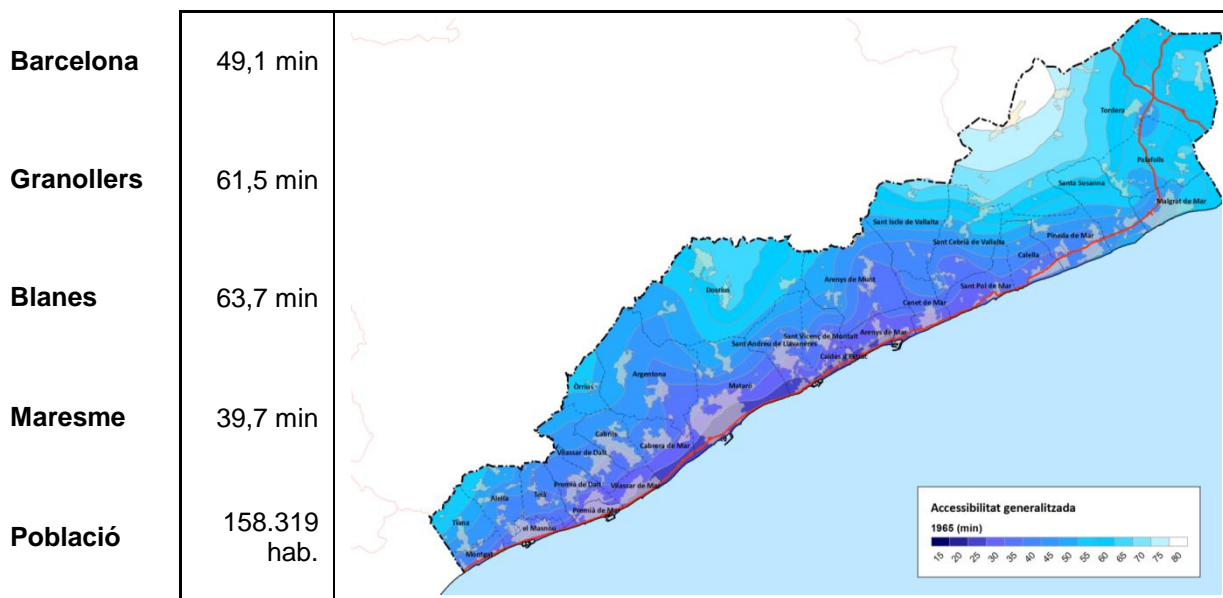 Barcelona
49,1 min
Granollers
61,5 min
Blanes
63,7 min
Maresme
39,7 min
Població
158.319
hab.
Tordera
Palafolls
Santa Susanna
Malgrat de Mar
Sant Iscle de Vallalta
Pineda de Mar
Sant Cebrià de Vallalta
Calella
Arenys de Munt
Sant Pol de Mar
Dosrius
Canet de Mar
Arenys de Mar
Sant Vicenç de Montalt
Sant Andreu de Llavaneres
Caldes d'Estrac
Argentona
Mataró
Òrrius
Cabrils
Cabrera de Mar
Vilassar de Dalt
Premià de Dalt
Vilassar de Mar
Teià
Alella
Premià de Mar
Tiana
el Masnou
Montgat
Accessibilitat generalitzada
1965 (min)
15 20 25 30 35 40 45 50 55 60 65 70 75 80